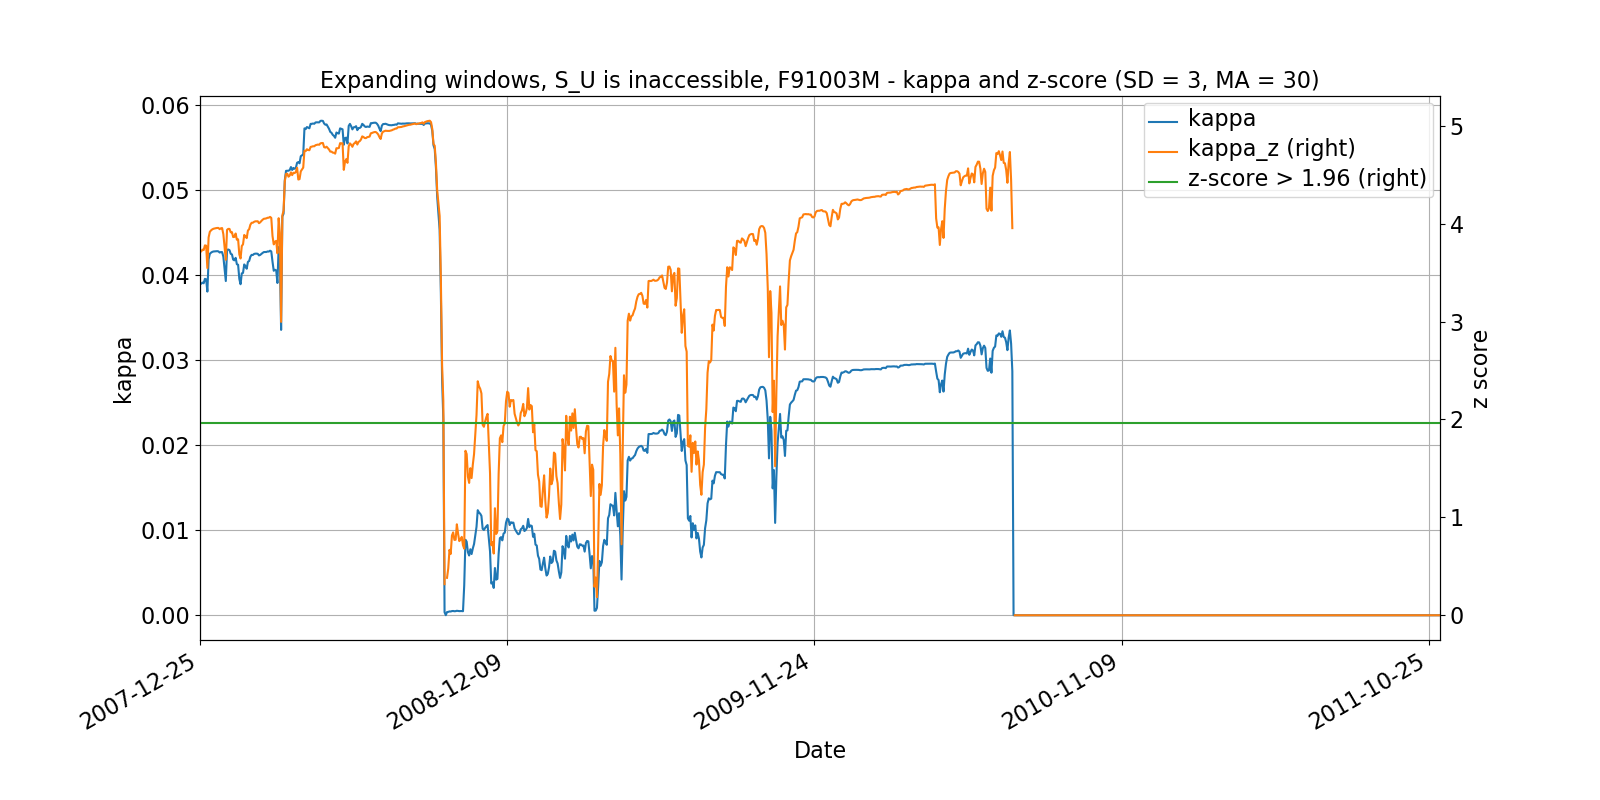 Expanding windows, S_U is inaccessible, F91003M - kappa and z-score (SD = 3, MA = 30)
kappa
kappa_z (right)
z-score > 1.96 (right)
0.06
0.05
0.04
0.03
0.02
0.01
0.00
kappa
5
4
3
2
1
0
z score
2007-12-25
2008-12-09
2009-11-24
2010-11-09
2011-10-25
Date